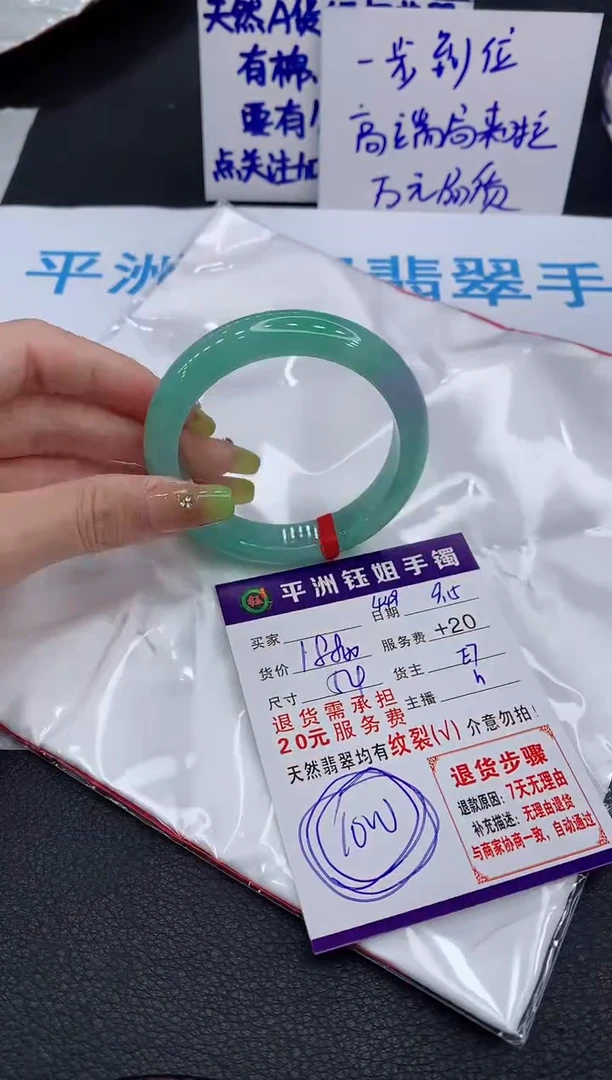 天然A货
有棉、
要有
点关注加
一步到位
高端局来啦
万元品质
平洲 翡翠手
平洲钰姐手镯
日期 9.15
买家
服务费 +20
货价 1880
货主
尺寸 54
主播
退货需承担
20元服务费
天然翡翠均有纹裂(√)介意勿拍!
10W
退货步骤
退款原因:7天无理由
补充描述:无理由退货
与商家协商一致,自动通过